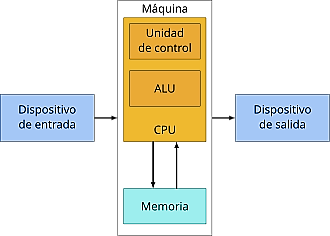 Máquina
Unidad
de control
ALU
CPU
Dispositivo
de entrada
Dispositivo
de salida
Memoria